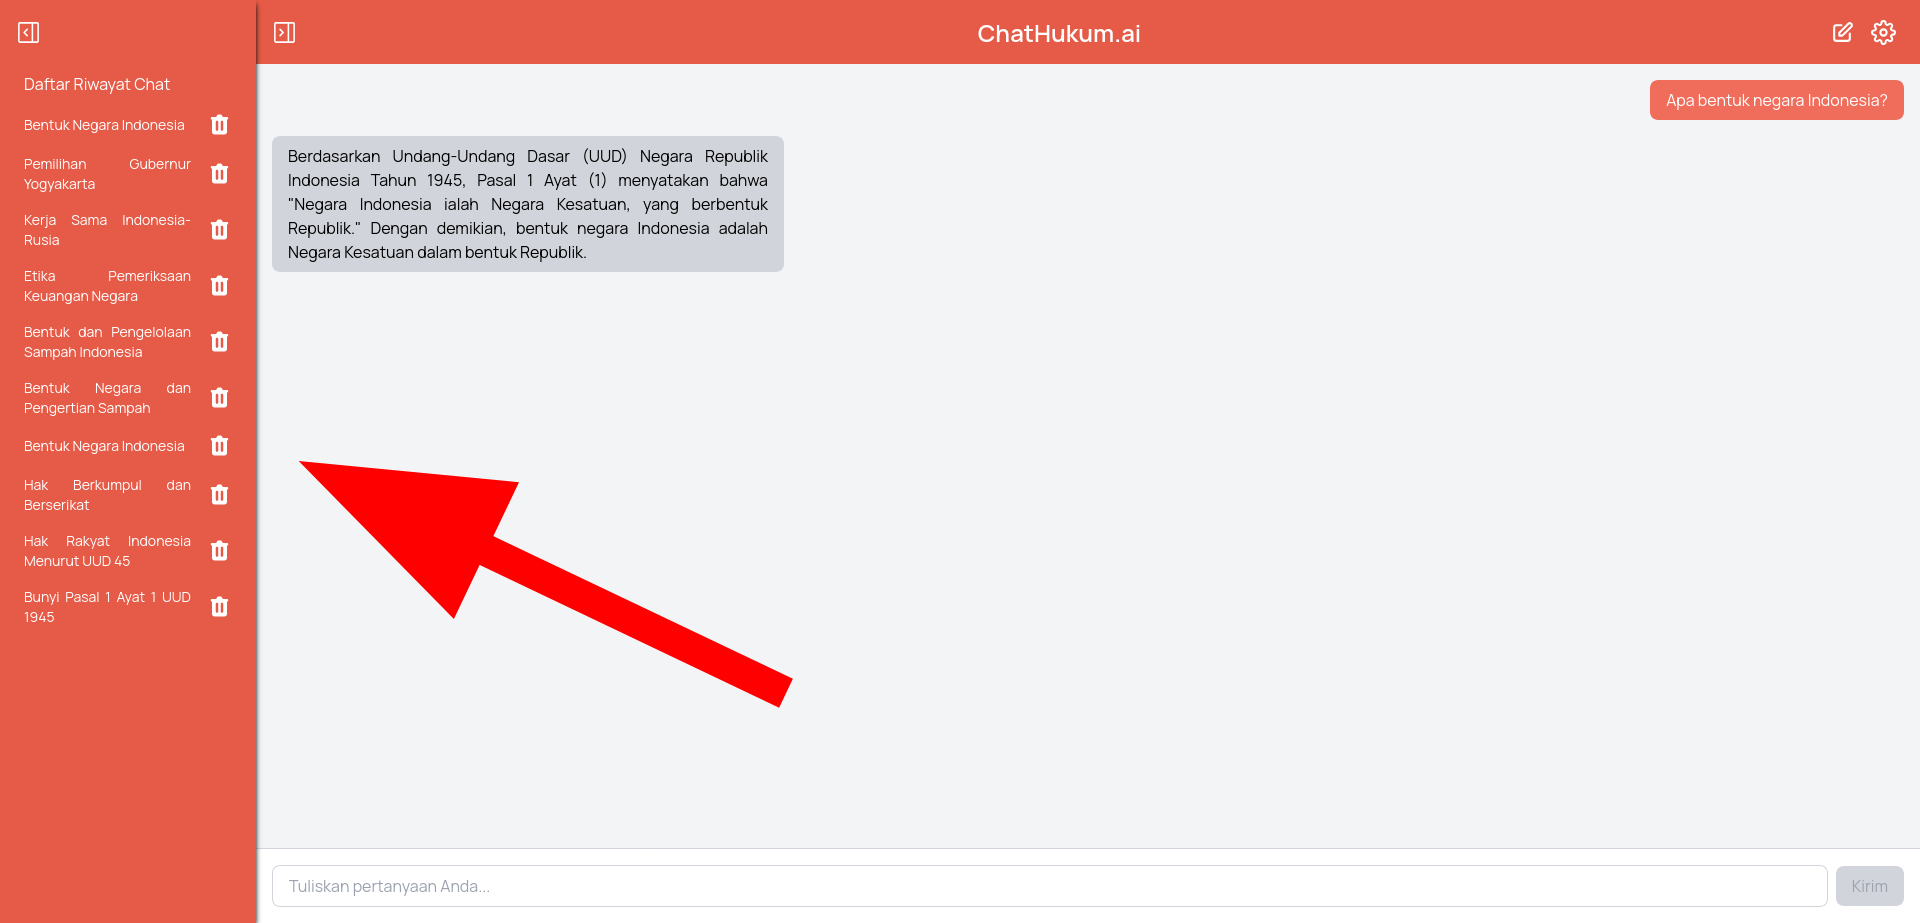 ChatHukum.ai
Daftar Riwayat Chat
Bentuk Negara Indonesia
Pemilihan Gubernur
Yogyakarta
Kerja Sama Indonesia-
Rusia
Etika Pemeriksaan
Keuangan Negara
Bentuk dan Pengelolaan
Sampah Indonesia
Bentuk Negara dan
Pengertian Sampah
Bentuk Negara Indonesia
Hak Berkumpul dan
Berserikat
Hak Rakyat Indonesia
Menurut UUD 45
Bunyi Pasal 1 Ayat 1 UUD
1945
Apa bentuk negara Indonesia?
Berdasarkan Undang-Undang Dasar (UUD) Negara Republik
Indonesia Tahun 1945, Pasal 1 Ayat (1) menyatakan bahwa
"Negara Indonesia ialah Negara Kesatuan, yang berbentuk
Republik." Dengan demikian, bentuk negara Indonesia adalah
Negara Kesatuan dalam bentuk Republik.
Tuliskan pertanyaan Anda...
Kirim